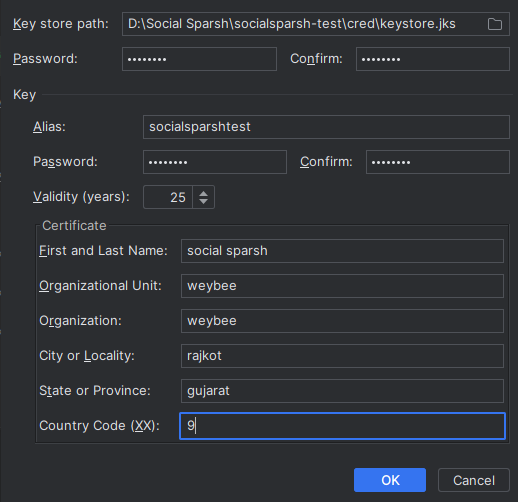 Key store path: D:\Social Sparsh\socialsparsh-test\cred\keystore.jks
Password: •••••••• Confirm: ••••••••
Key
Alias: socialsparshtest
Password: •••••••• Confirm: ••••••••
Validity (years): 25
Certificate
First and Last Name: social sparsh
Organizational Unit: weybee
Organization: weybee
City or Locality: rajkot
State or Province: gujarat
Country Code (XX): 9
OK Cancel